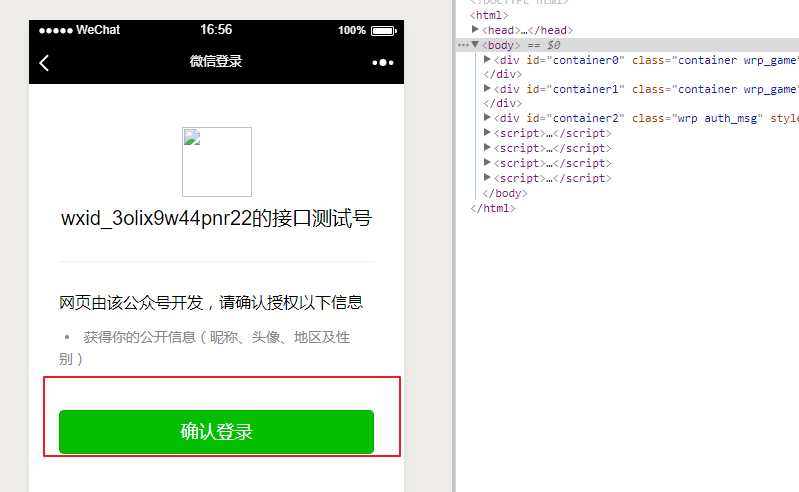 ●●●●● WeChat 16:56 100%
微信登录
wxid_3olix9w44pnr22的接口测试号
网页由该公众号开发，请确认授权以下信息
• 获得你的公开信息（昵称、头像、地区及性
别）
确认登录
<!DOCTYPE html>
<html>
▶<head>…</head>
…▼<body> == $0
▶<div id="container0" class="container wrp_game"
</div>
▶<div id="container1" class="container wrp_game"
</div>
▶<div id="container2" class="wrp auth_msg" style
▶<script>…</script>
▶<script>…</script>
▶<script>…</script>
▶<script>…</script>
</body>
</html>